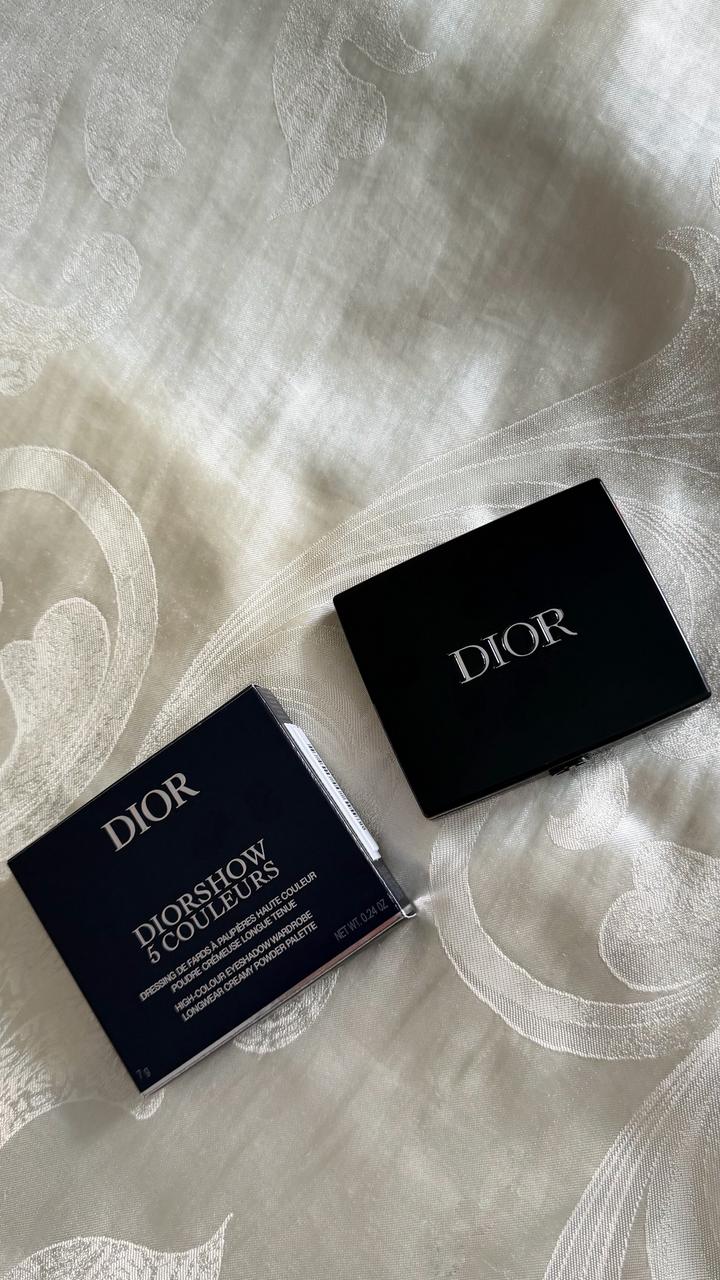 DIOR
DIOR
DIORSHOW
5 COULEURS
DRESSING DE FARDS À PAUPIÈRES HAUTE COULEUR
POUDRE CRÉMEUSE LONGUE TENUE
HIGH-COLOUR EYESHADOW WARDROBE
LONGWEAR CREAMY POWDER PALETTE
NET WT. 0.24 OZ
7 g